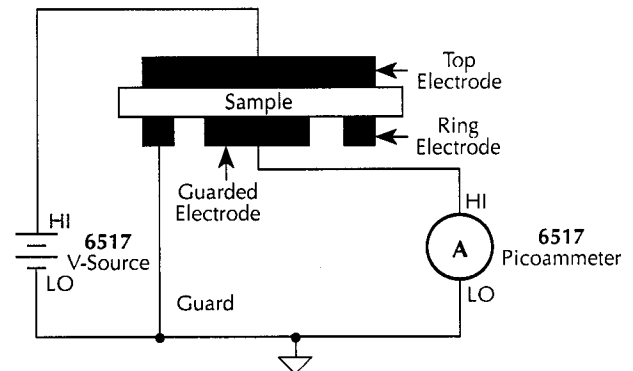 Top
Electrode
Sample
Ring
Electrode
Guarded
Electrode
HI
6517
V-Source
LO
Guard
HI
A
6517
Picoammeter
LO